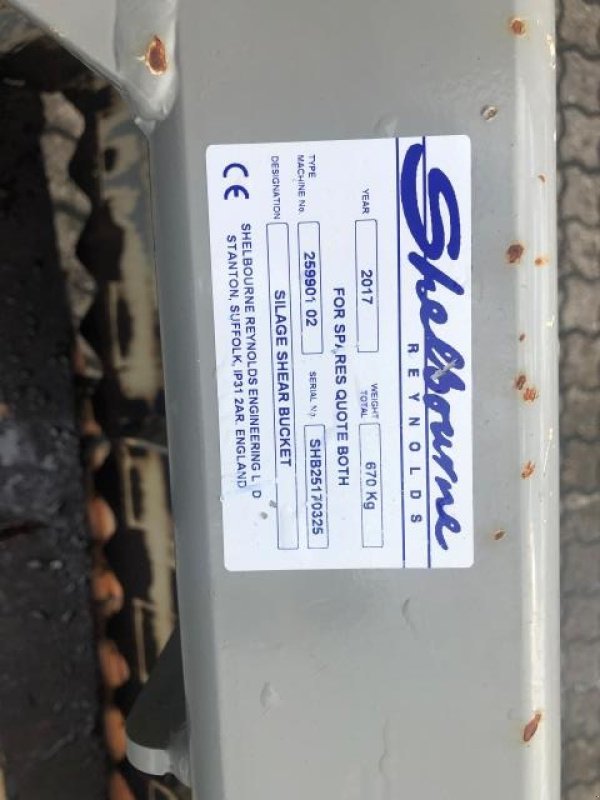 Shelbourne
REYNOLDS
YEAR 2017 WEIGHT TOTAL 670 Kg
FOR SPARES QUOTE BOTH
TYPE MACHINE No. 259901 02 SERIAL No. SHB25170325
DESIGNATION SILAGE SHEAR BUCKET
CE SHELBOURNE REYNOLDS ENGINEERING LTD
STANTON, SUFFOLK, IP31 2AR. ENGLAND